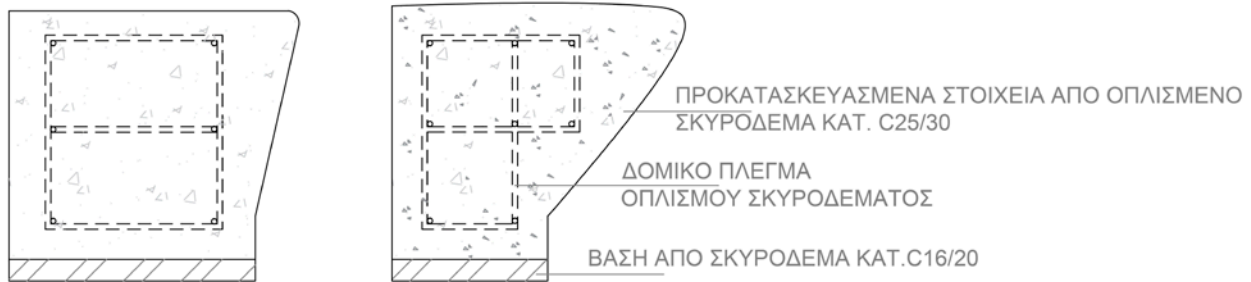 ΠΡΟΚΑΤΑΣΚΕΥΑΣΜΕΝΑ ΣΤΟΙΧΕΙΑ ΑΠΟ ΟΠΛΙΣΜΕΝΟ
ΣΚΥΡΟΔΕΜΑ ΚΑΤ. C25/30
ΔΟΜΙΚΟ ΠΛΕΓΜΑ
ΟΠΛΙΣΜΟΥ ΣΚΥΡΟΔΕΜΑΤΟΣ
ΒΑΣΗ ΑΠΟ ΣΚΥΡΟΔΕΜΑ ΚΑΤ.C16/20